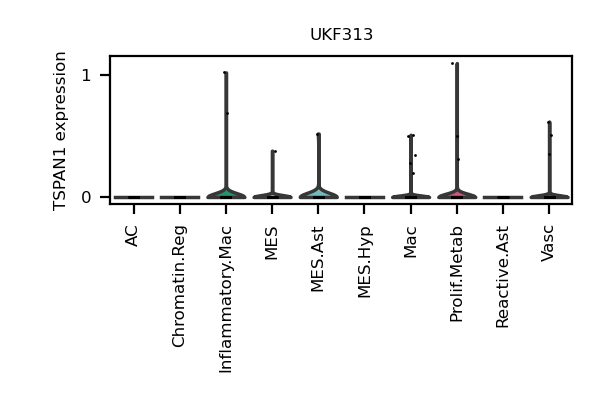 UKF313
TSPAN1 expression
1
0
AC
Chromatin.Reg
Inflammatory.Mac
MES
MES.Ast
MES.Hyp
Mac
Prolif.Metab
Reactive.Ast
Vasc